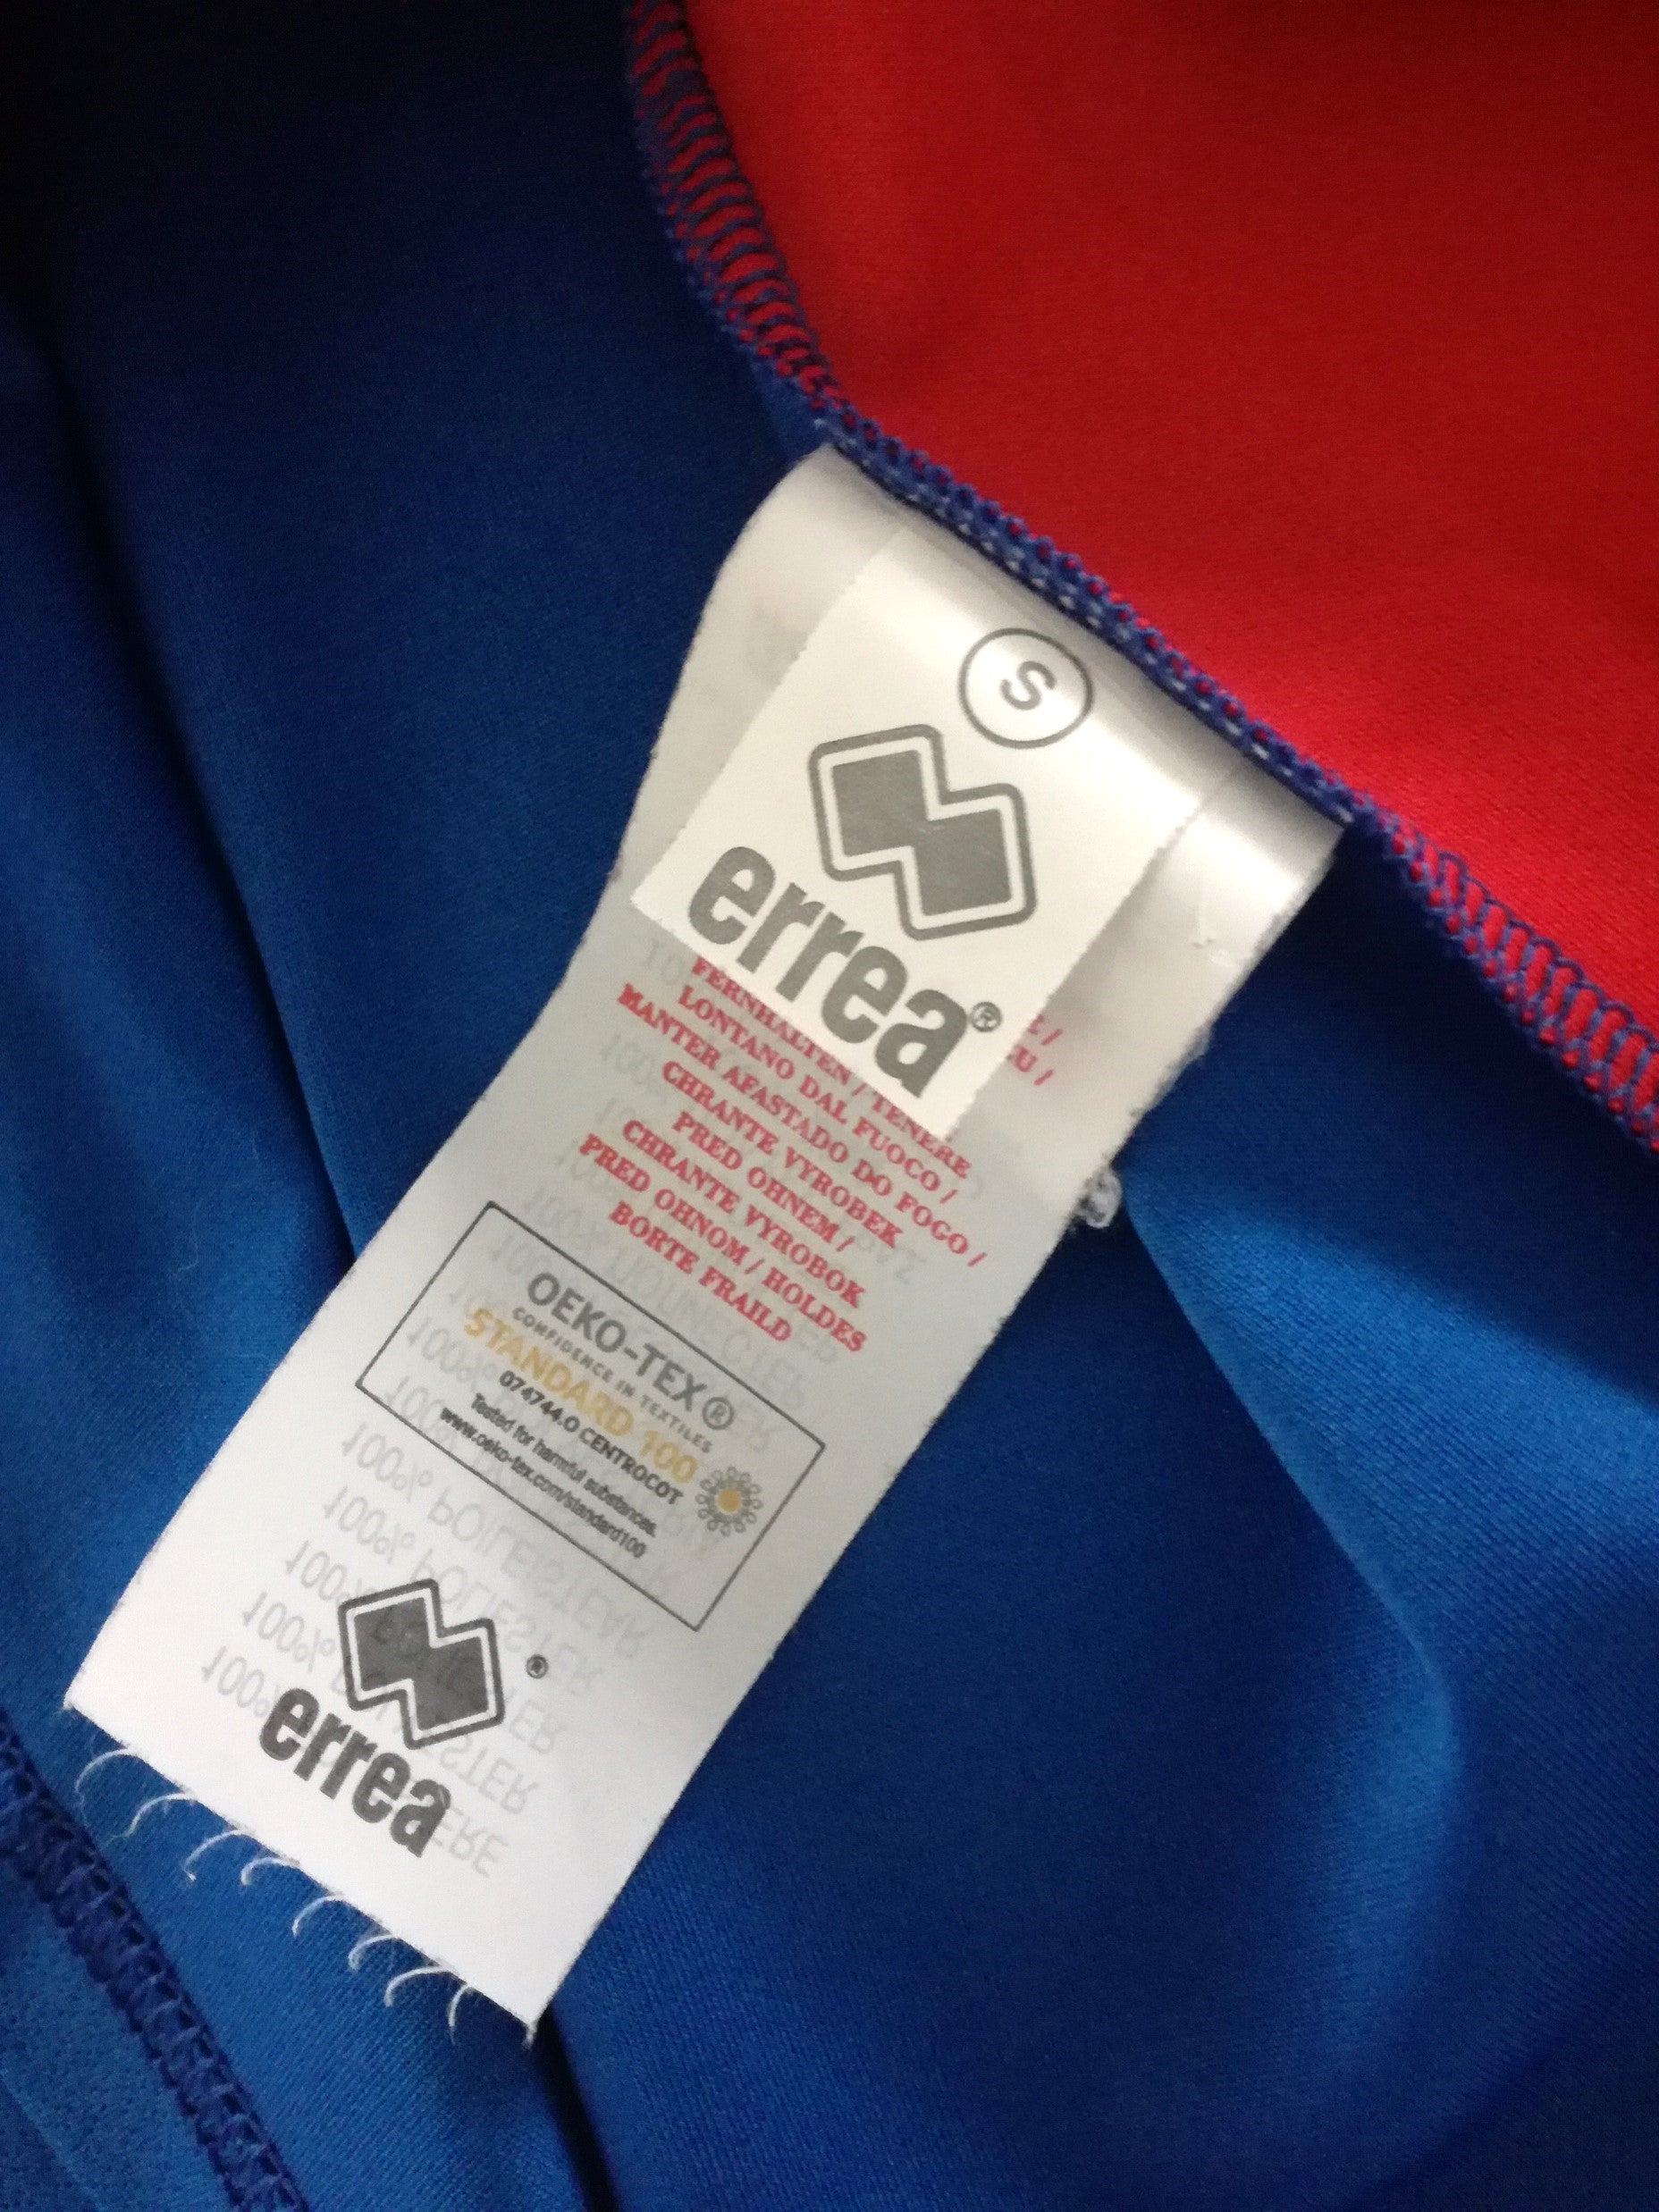 S
errea®
E /
CU /
FERNHALTEN / TENERE
LONTANO DAL FUOCO /
MANTER AFASTADO DO FOGO /
CHRANTE VYROBEK
PRED OHNEM /
CHRANTE VYROBOK
PRED OHNOM / HOLDES
BORTE FRAILD
OEKO-TEX®
CONFIDENCE IN TEXTILES
STANDARD 100
074744.O CENTROCOT
Tested for harmful substances.
www.oeko-tex.com/standard100
®
errea